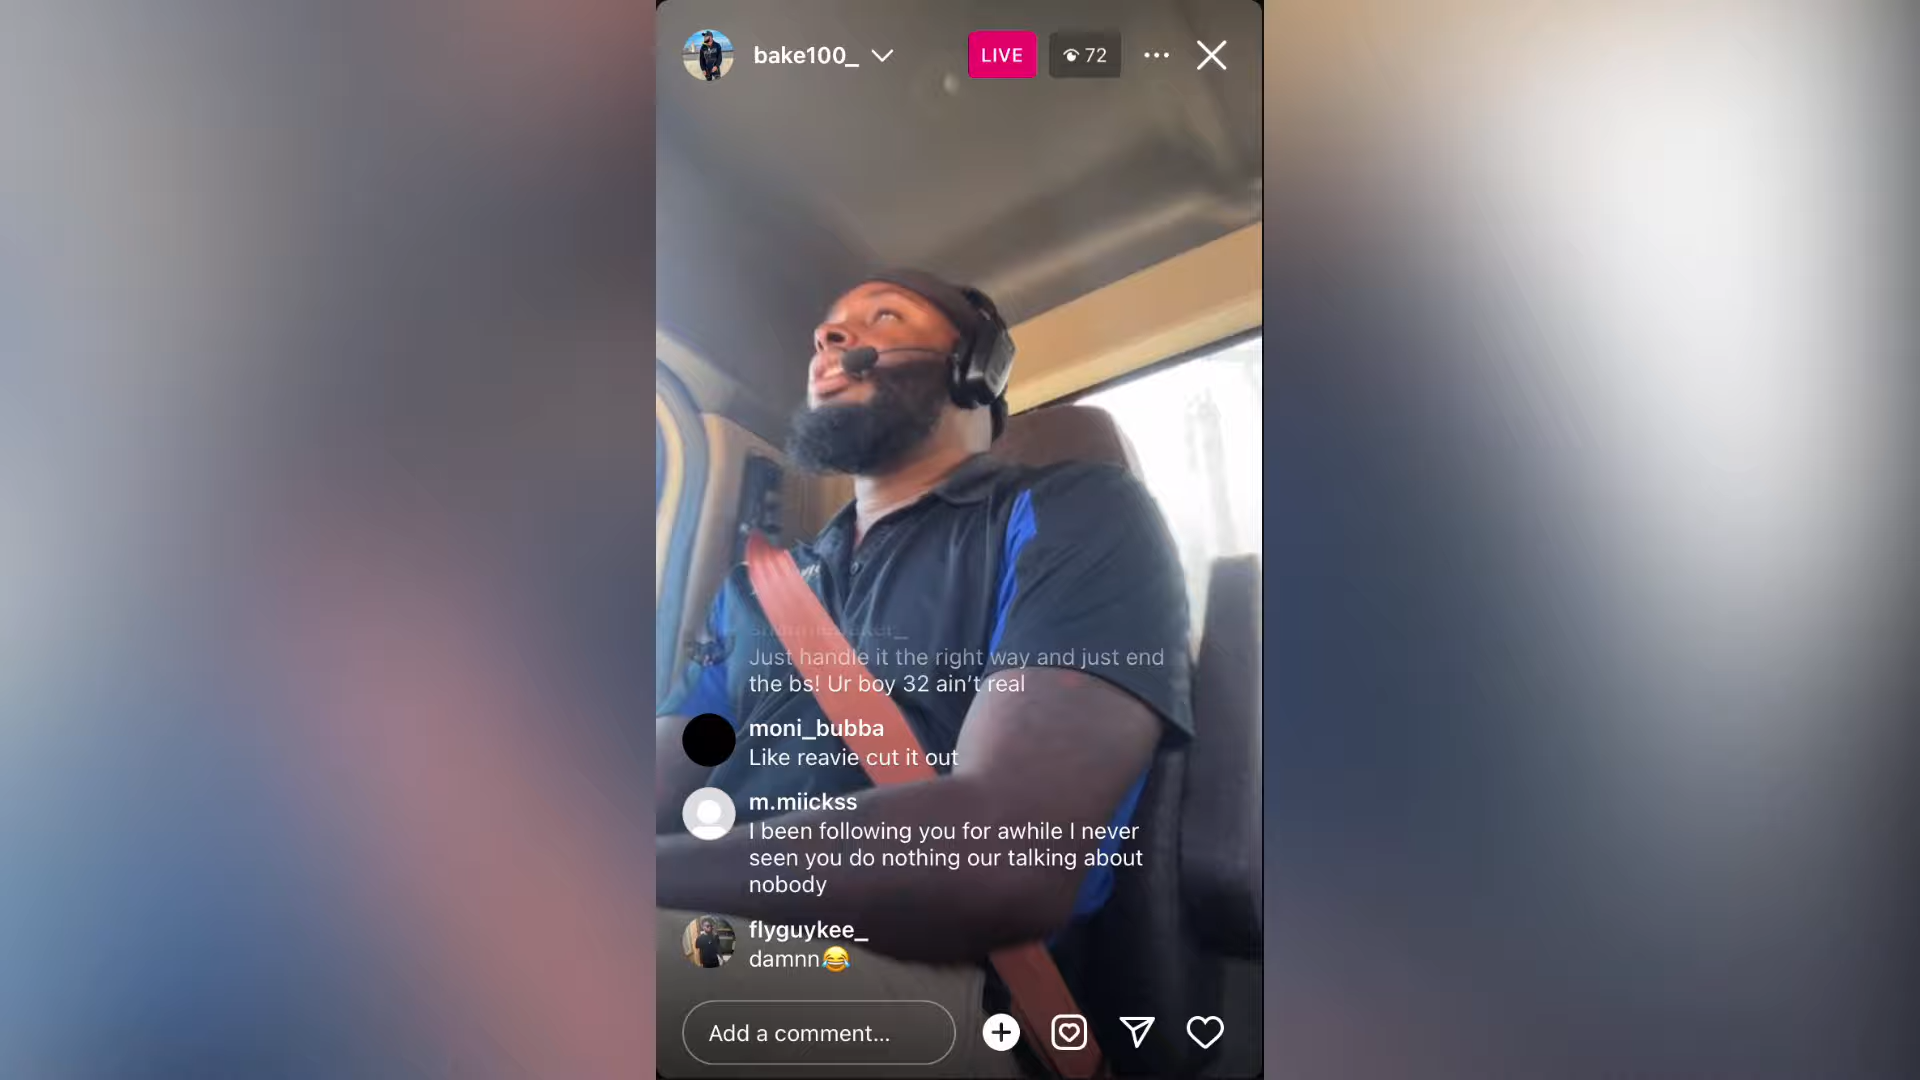 bake100_
LIVE
72
Just handle it the right way and just end
the bs! Ur boy 32 ain’t real
moni_bubba
Like reavie cut it out
m.miickss
I been following you for awhile I never
seen you do nothing our talking about
nobody
flyguykee_
damnn😂
Add a comment...